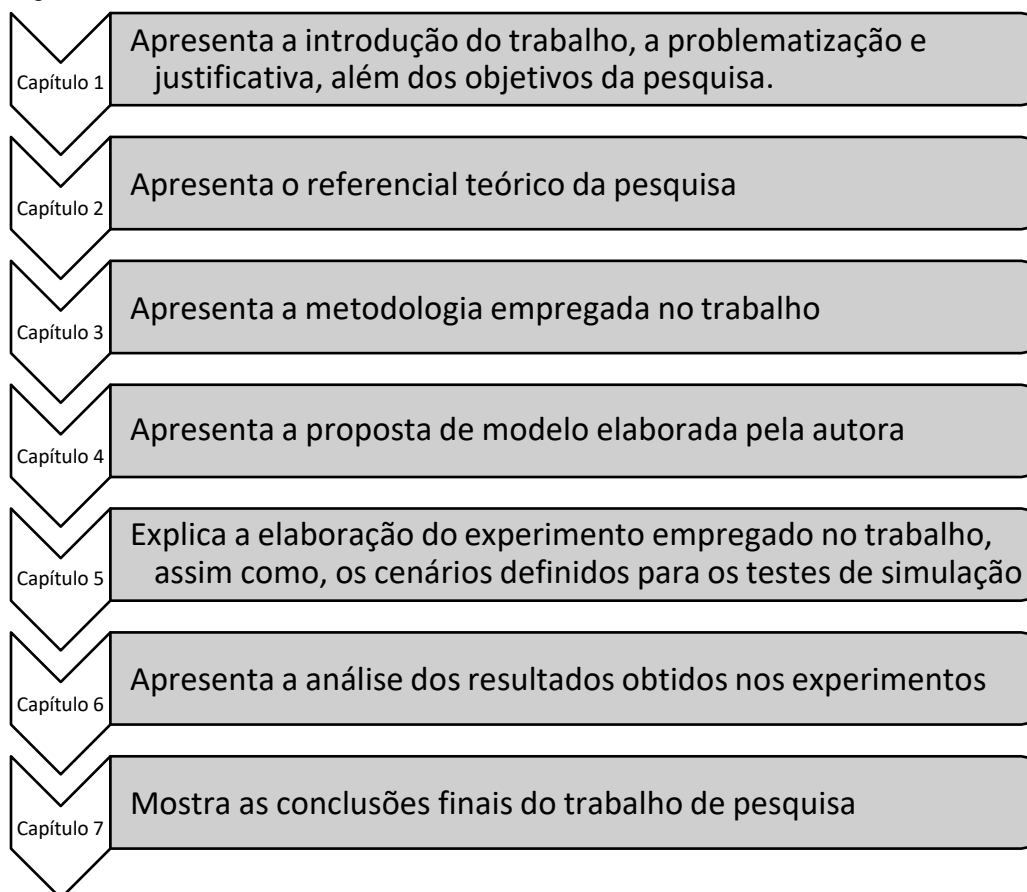 Capítulo 1
Apresenta a introdução do trabalho, a problematização e
justificativa, além dos objetivos da pesquisa.
Capítulo 2
Apresenta o referencial teórico da pesquisa
Capítulo 3
Apresenta a metodologia empregada no trabalho
Capítulo 4
Apresenta a proposta de modelo elaborada pela autora
Capítulo 5
Explica a elaboração do experimento empregado no trabalho,
assim como, os cenários definidos para os testes de simulação
Capítulo 6
Apresenta a análise dos resultados obtidos nos experimentos
Capítulo 7
Mostra as conclusões finais do trabalho de pesquisa